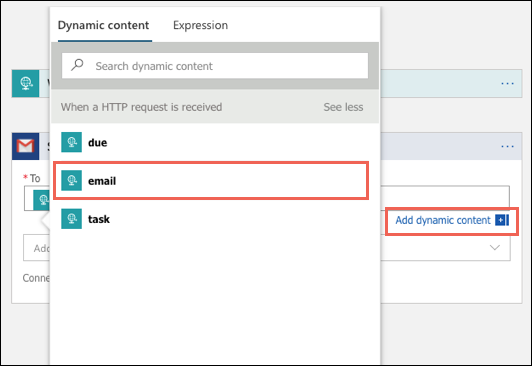 Dynamic content
Expression
Search dynamic content
When a HTTP request is received
See less
due
email
task
* To
Add dynamic content
Add
Conne